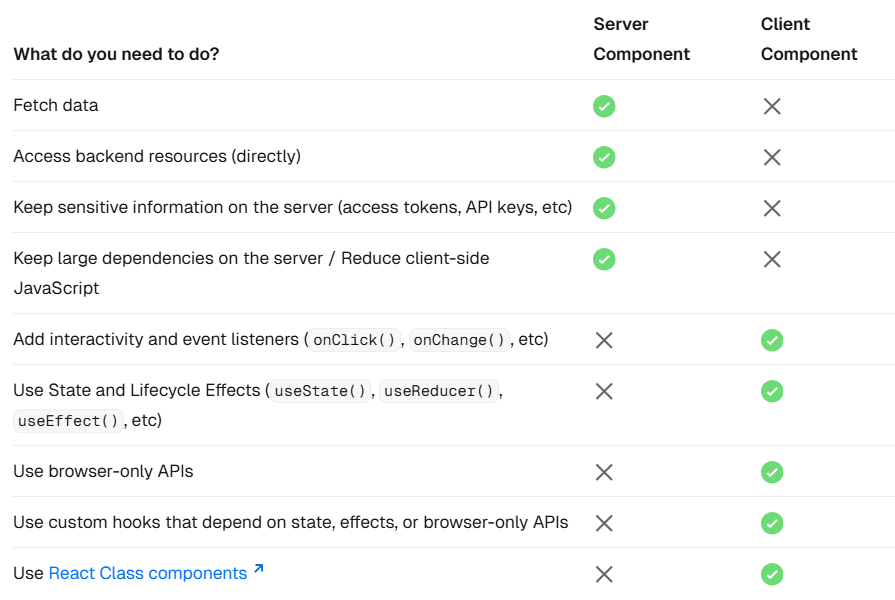 Server Client
What do you need to do? Component Component
Fetch data
Access backend resources (directly)
Keep sensitive information on the server (access tokens, API keys, etc)
Keep large dependencies on the server / Reduce client-side
JavaScript
Add interactivity and event listeners (onClick(), onChange(), etc)
Use State and Lifecycle Effects (useState(), useReducer(),
useEffect(), etc)
Use browser-only APIs
Use custom hooks that depend on state, effects, or browser-only APIs
Use React Class components